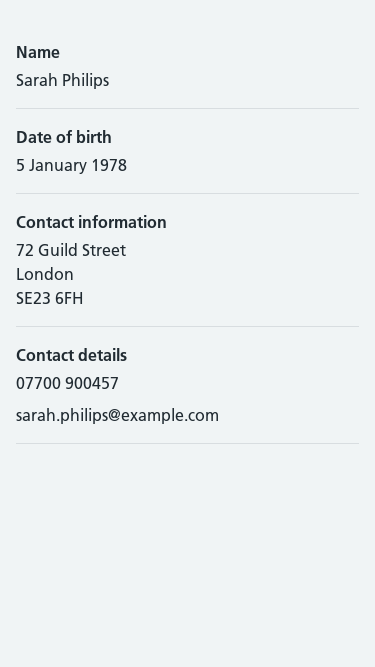 Name
Sarah Philips
Date of birth
5 January 1978
Contact information
72 Guild Street
London
SE23 6FH
Contact details
07700 900457
sarah.philips@example.com